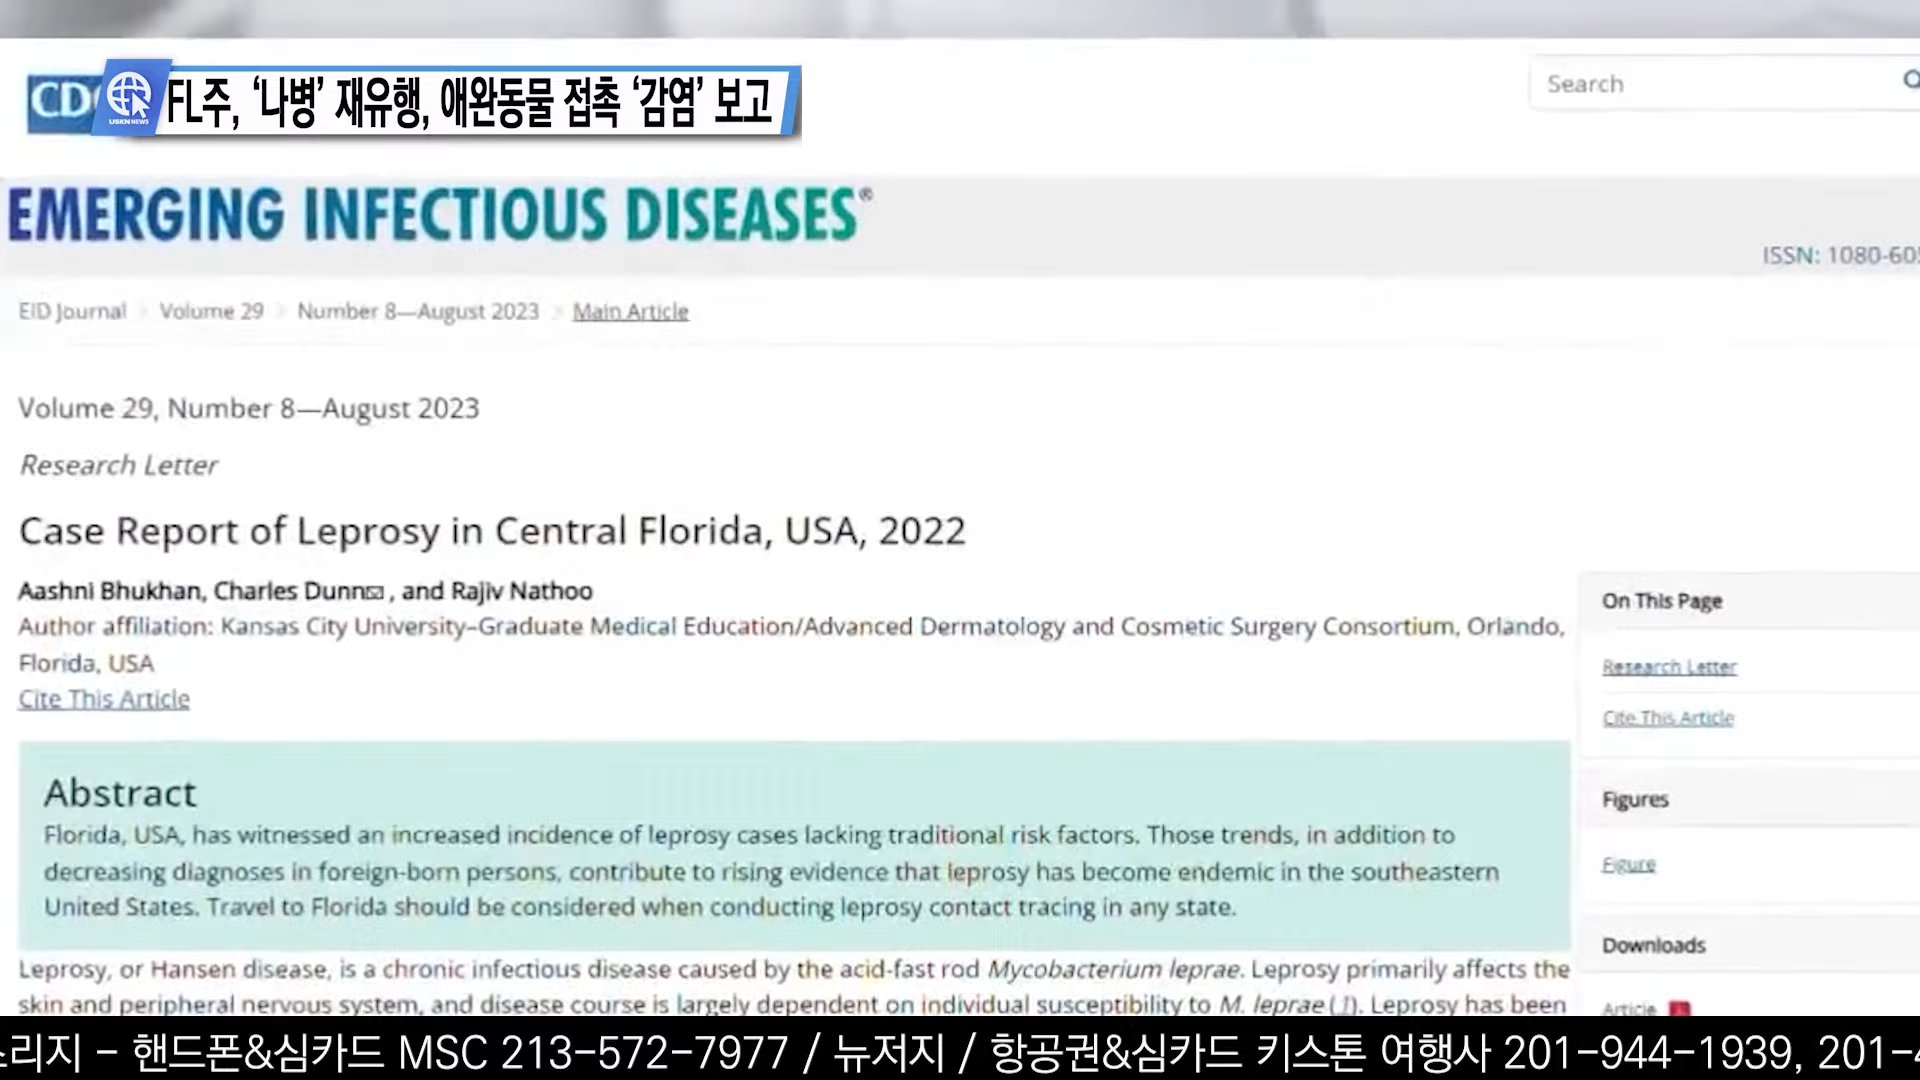 CD
USKN NEWS
FL주, ‘나병’ 재유행, 애완동물 접촉 ‘감염’ 보고
Search
EMERGING INFECTIOUS DISEASES®
ISSN: 1080-605
EID Journal > Volume 29 > Number 8—August 2023 > Main Article
Volume 29, Number 8—August 2023
Research Letter
Case Report of Leprosy in Central Florida, USA, 2022
Aashni Bhukhan, Charles Dunn✉, and Rajiv Nathoo
Author affiliation: Kansas City University–Graduate Medical Education/Advanced Dermatology and Cosmetic Surgery Consortium, Orlando,
Florida, USA
Cite This Article
On This Page
Research Letter
Cite This Article
Figures
Figure
Downloads
Article
Abstract
Florida, USA, has witnessed an increased incidence of leprosy cases lacking traditional risk factors. Those trends, in addition to
decreasing diagnoses in foreign-born persons, contribute to rising evidence that leprosy has become endemic in the southeastern
United States. Travel to Florida should be considered when conducting leprosy contact tracing in any state.
Leprosy, or Hansen disease, is a chronic infectious disease caused by the acid-fast rod Mycobacterium leprae. Leprosy primarily affects the
skin and peripheral nervous system, and disease course is largely dependent on individual susceptibility to M. leprae (1). Leprosy has been
스리지 - 핸드폰&심카드 MSC 213-572-7977 / 뉴저지 / 항공권&심카드 키스톤 여행사 201-944-1939, 201-4